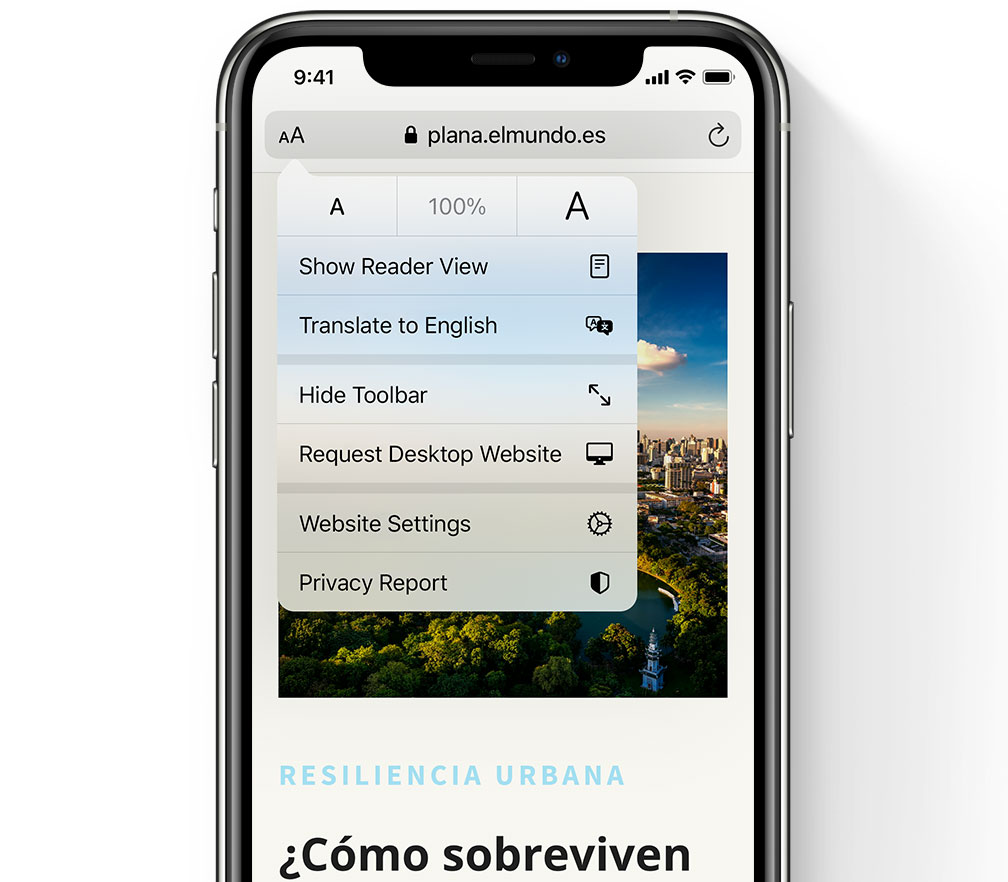 9:41
AA plana.elmundo.es
A 100% A
Show Reader View
Translate to English
Hide Toolbar
Request Desktop Website
Website Settings
Privacy Report
RESILIENCIA URBANA
¿Cómo sobreviven